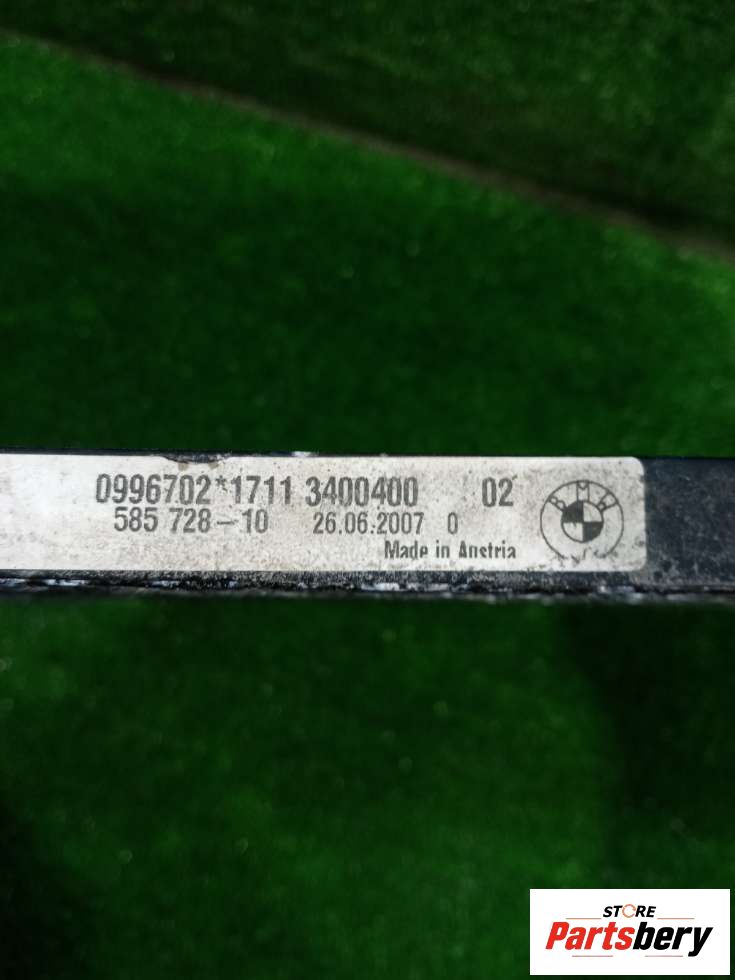 0996702*1711 3400400 02
585 728-10 26.06.2007 0
Made in Austria
BMW
STORE
Partsbery